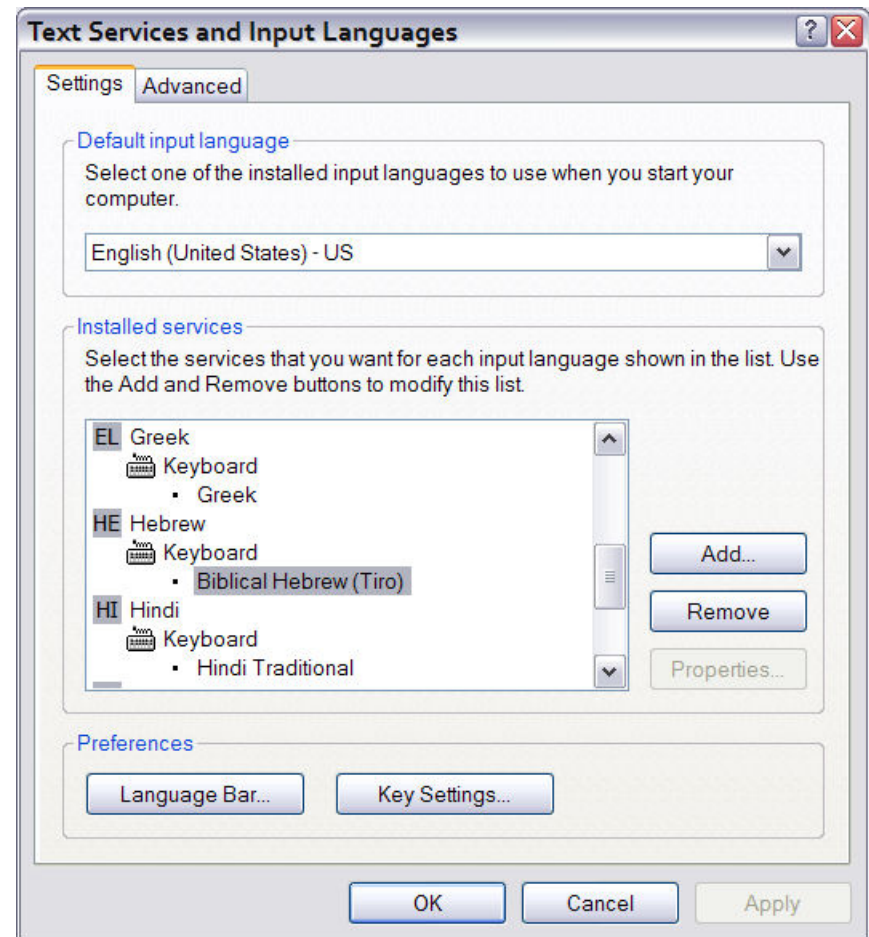 Text Services and Input Languages
Settings
Advanced
Default input language
Select one of the installed input languages to use when you start your
computer.
English (United States) - US
Installed services
Select the services that you want for each input language shown in the list. Use
the Add and Remove buttons to modify this list.
EL Greek
Keyboard
▪ Greek
HE Hebrew
Keyboard
▪ Biblical Hebrew (Tiro)
HI Hindi
Keyboard
▪ Hindi Traditional
Add...
Remove
Properties...
Preferences
Language Bar...
Key Settings...
OK
Cancel
Apply